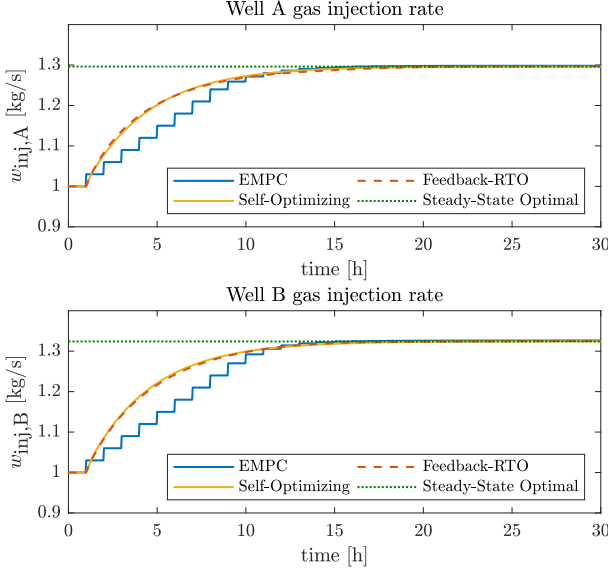 Well A gas injection rate
1.3
1.2
1.1
1
0.9
w_inj,A [kg/s]
EMPC
Feedback-RTO
Self-Optimizing
Steady-State Optimal
0 5 10 15 20 25 30
time [h]
Well B gas injection rate
1.3
1.2
1.1
1
0.9
w_inj,B [kg/s]
EMPC
Feedback-RTO
Self-Optimizing
Steady-State Optimal
0 5 10 15 20 25 30
time [h]